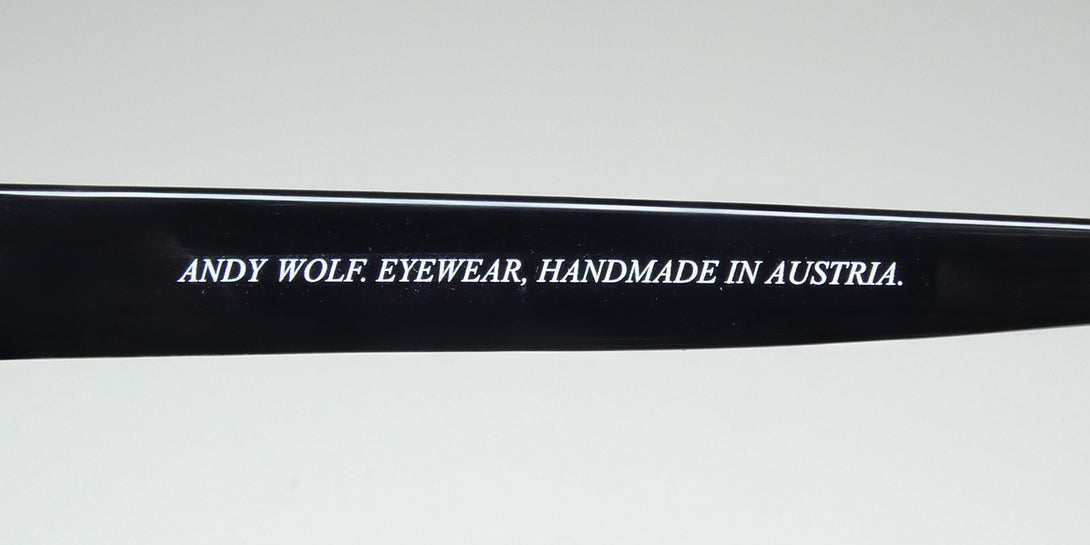 ANDY WOLF. EYEWEAR, HANDMADE IN AUSTRIA.